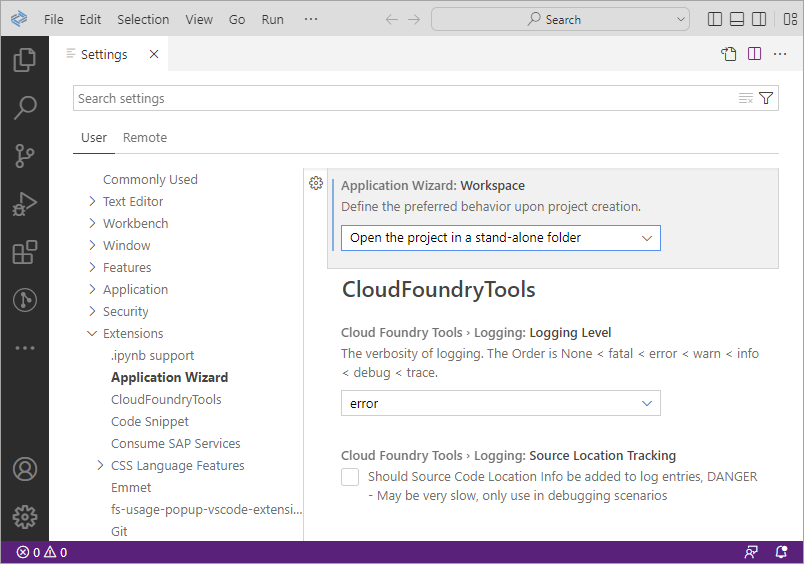 File Edit Selection View Go Run ···
Search
Settings
Search settings
User Remote
Commonly Used
Text Editor
Workbench
Window
Features
Application
Security
Extensions
.ipynb support
Application Wizard
CloudFoundryTools
Code Snippet
Consume SAP Services
CSS Language Features
Emmet
fs-usage-popup-vscode-extensi...
Git
Application Wizard: Workspace
Define the preferred behavior upon project creation.
Open the project in a stand-alone folder
CloudFoundryTools
Cloud Foundry Tools › Logging: Logging Level
The verbosity of logging. The Order is None < fatal < error < warn < info
< debug < trace.
error
Cloud Foundry Tools › Logging: Source Location Tracking
Should Source Code Location Info be added to log entries, DANGER
- May be very slow, only use in debugging scenarios
0 0